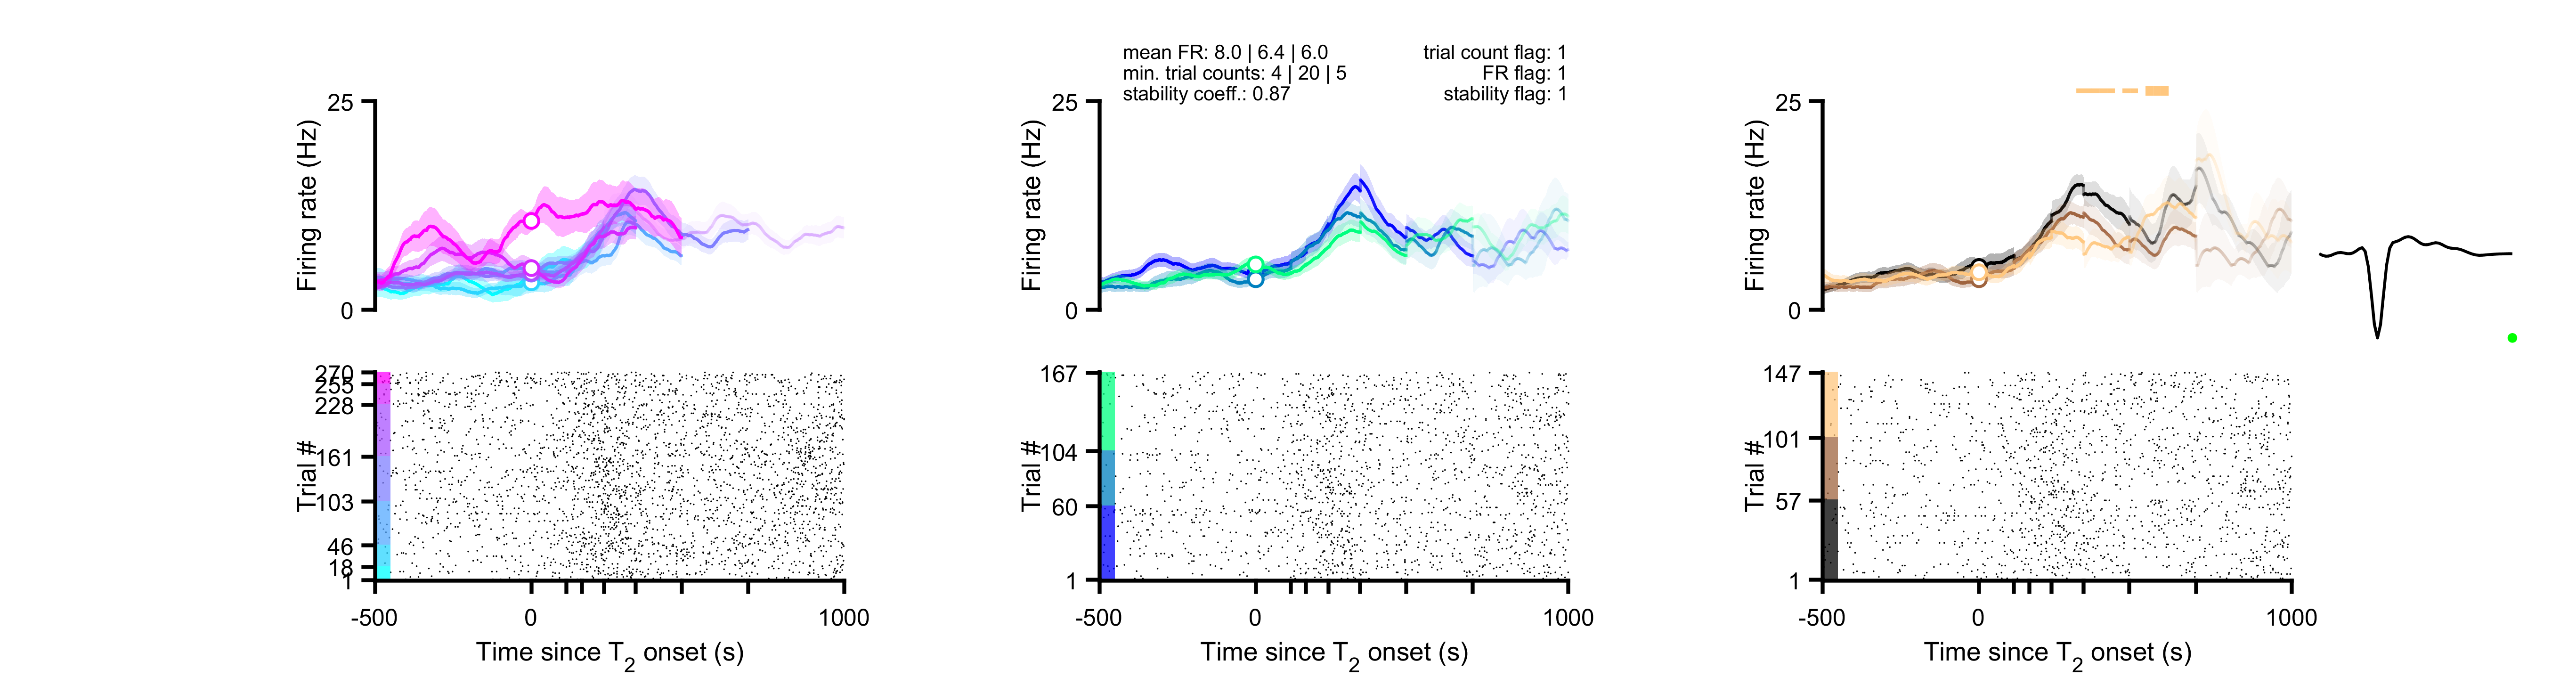 mean FR: 8.0 | 6.4 | 6.0
min. trial counts: 4 | 20 | 5
stability coeff.: 0.87
trial count flag: 1
FR flag: 1
stability flag: 1
25
Firing rate (Hz)
0
25
Firing rate (Hz)
0
25
Firing rate (Hz)
0
270
255
228
161
103
46
18
1
Trial #
-500
0
1000
Time since T2 onset (s)
167
104
60
1
Trial #
-500
0
1000
Time since T2 onset (s)
147
101
57
1
Trial #
-500
0
1000
Time since T2 onset (s)